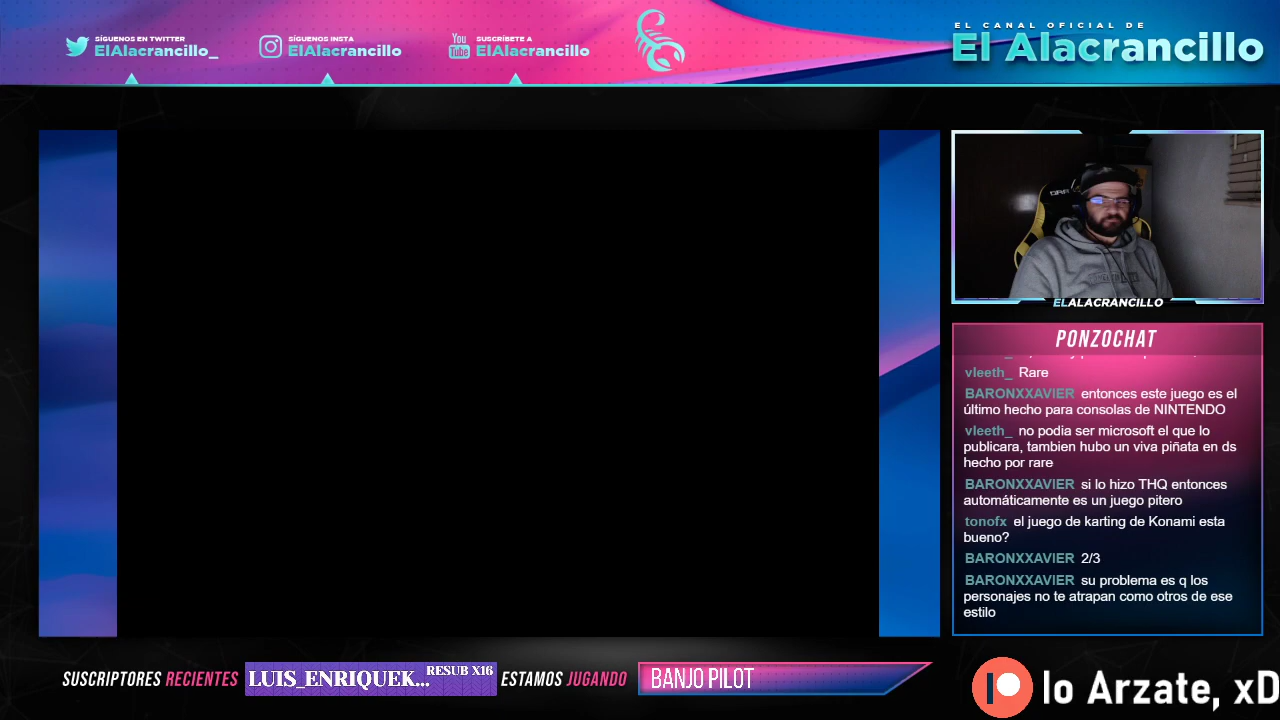 SÍGUENOS EN TWITTER
ElAlacrancillo_
SÍGUENOS INSTA
ElAlacrancillo
You
Tube
SUSCRÍBETE A
ElAlacrancillo
EL CANAL OFICIAL DE
El Alacrancillo
ELALACRANCILLO
PONZOCHAT
vleeth_ Rare
BARONXXAVIER entonces este juego es el
último hecho para consolas de NINTENDO
vleeth_ no podia ser microsoft el que lo
publicara, tambien hubo un viva piñata en ds
hecho por rare
BARONXXAVIER si lo hizo THQ entonces
automáticamente es un juego pitero
tonofx el juego de karting de Konami esta
bueno?
BARONXXAVIER 2/3
BARONXXAVIER su problema es q los
personajes no te atrapan como otros de ese
estilo
SUSCRIPTORES RECIENTES
LUIS_ENRIQUEK...
RESUB X16
ESTAMOS JUGANDO
BANJO PILOT
lo Arzate, xD